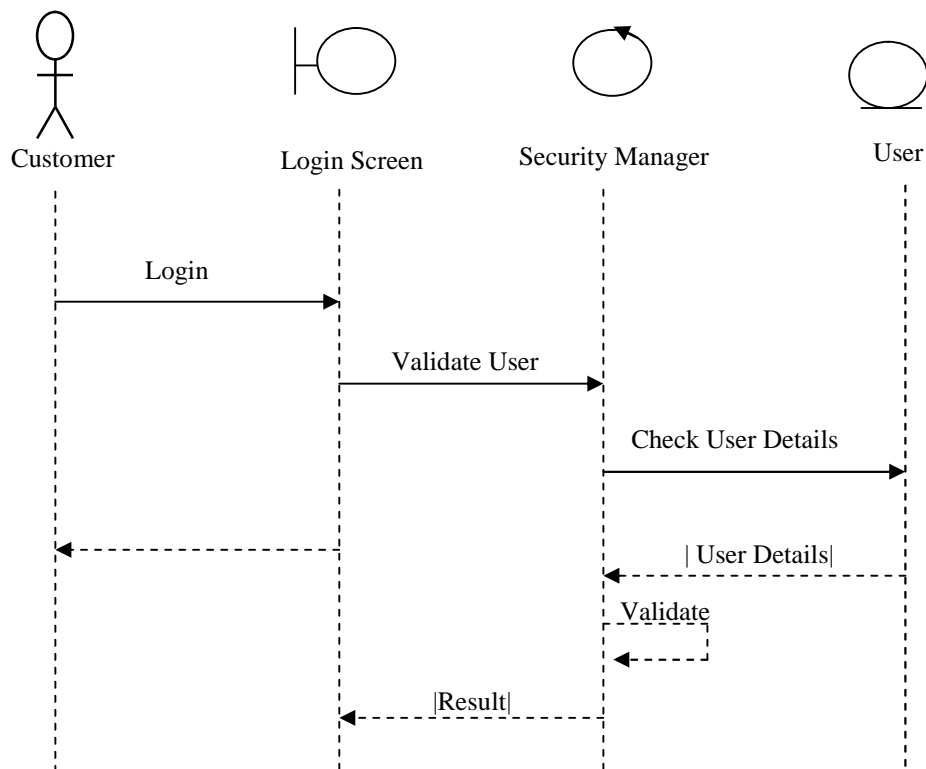 Customer
Login Screen
Security Manager
User
Login
Validate User
Check User Details
| User Details|
Validate
|Result|